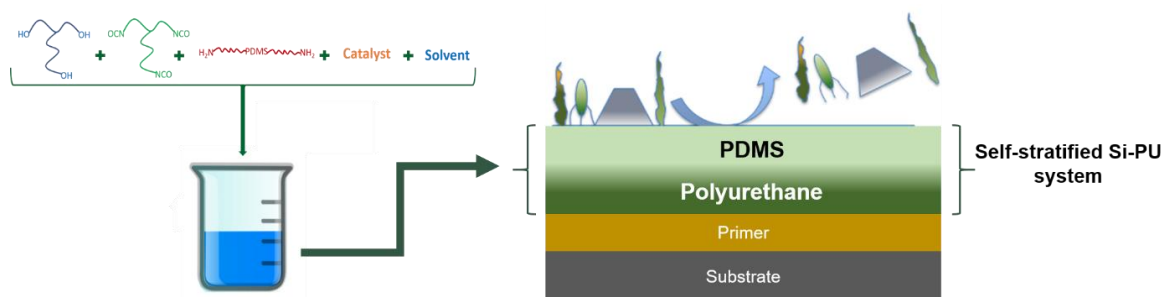 HO OH OCN NCO
+ + H₂N PDMS NH₂ + Catalyst + Solvent
OH NCO
PDMS
Polyurethane
Self-stratified Si-PU
system
Primer
Substrate